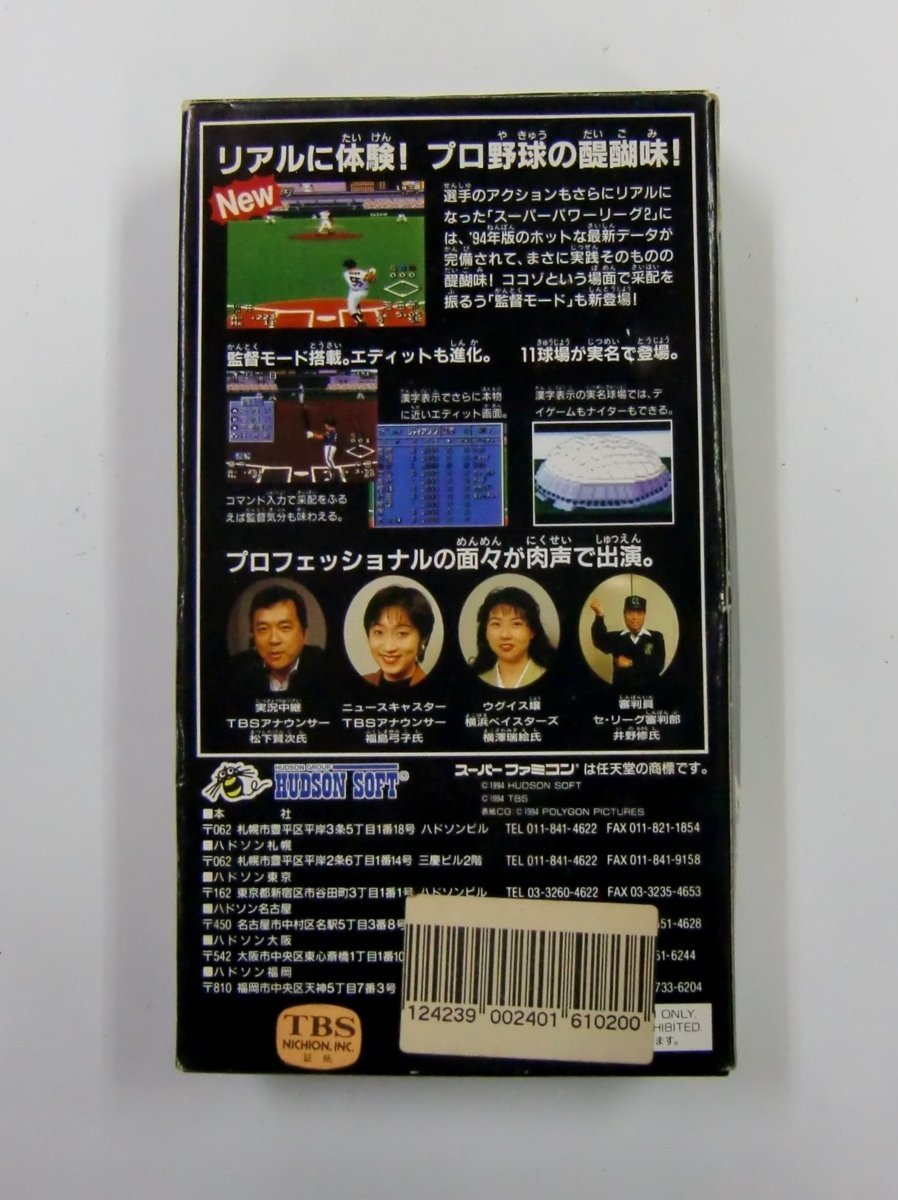 リアルに体験! プロ野球の醍醐味!
New
選手のアクションもさらにリアルに
なった「スーパーパワーリーグ2」に
は、'94年版のホットな最新データが
完備されて、まさに実践そのものの
醍醐味! ココゾという場面で采配を
振るう「監督モード」も新登場!
監督モード搭載。エディットも進化。
11球場が実名で登場。
漢字表示でさらに本物
に近いエディット画面。
漢字表示の実名球場では、デ
イゲームもナイターもできる。
コマンド入力で采配をふる
えば監督気分も味わえる。
プロフェッショナルの面々が肉声で出演。
実況中継
TBSアナウンサー
松下賢次氏
ニュースキャスター
TBSアナウンサー
福島弓子氏
ウグイス嬢
横浜ベイスターズ
横澤瑞絵氏
審判員
セ・リーグ審判部
井野修氏
HUDSON GROUP
HUDSON SOFT®
スーパーファミコン®は任天堂の商標です。
©1994 HUDSON SOFT
©1994 TBS
表紙CG:©1994 POLYGON PICTURES
■本 社
〒062 札幌市豊平区平岸3条5丁目1番18号 ハドソンビル TEL 011-841-4622 FAX 011-821-1854
■ハドソン札幌
〒062 札幌市豊平区平岸2条6丁目1番14号 三慶ビル2階 TEL 011-841-4622 FAX 011-841-9158
■ハドソン東京
〒162 東京都新宿区市谷田町3丁目1番1号 ハドソンビル TEL 03-3260-4622 FAX 03-3235-4653
■ハドソン名古屋
〒450 名古屋市中村区名駅5丁目3番8号 51-4628
■ハドソン大阪
〒542 大阪市中央区東心斎橋1丁目1番10 51-6244
■ハドソン福岡
〒810 福岡市中央区天神5丁目7番3号 733-6204
TBS
NICHION, INC.
証紙
124239 002401 610200
ONLY.
HIBITED.
ます。